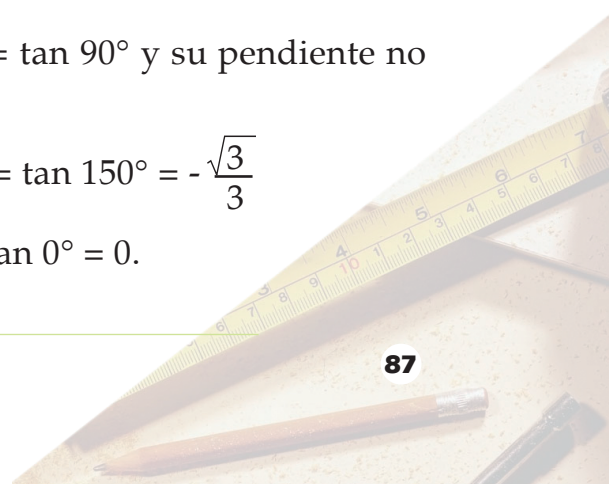 = tan 90° y su pendiente no
= tan 150° = - √3/3
an 0° = 0.
87